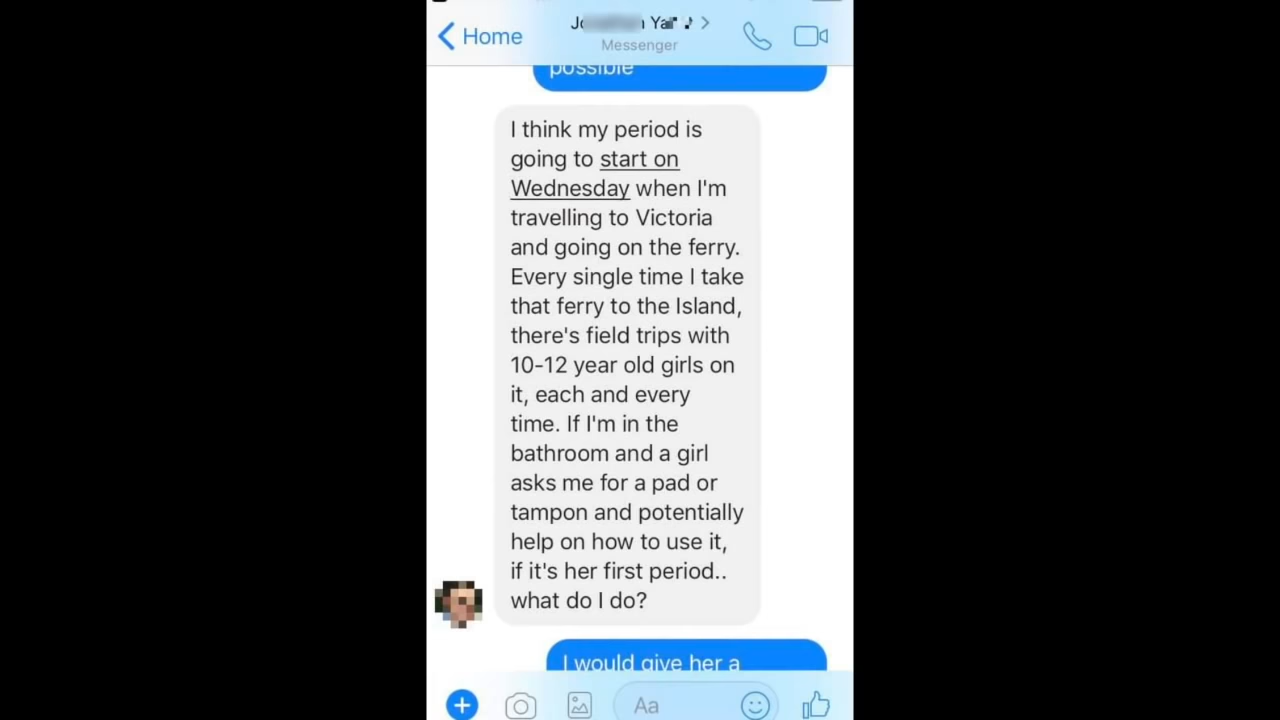 Home
Messenger
possible
I think my period is
going to start on
Wednesday when I'm
travelling to Victoria
and going on the ferry.
Every single time I take
that ferry to the Island,
there's field trips with
10-12 year old girls on
it, each and every
time. If I'm in the
bathroom and a girl
asks me for a pad or
tampon and potentially
help on how to use it,
if it's her first period..
what do I do?
I would give her a
Aa